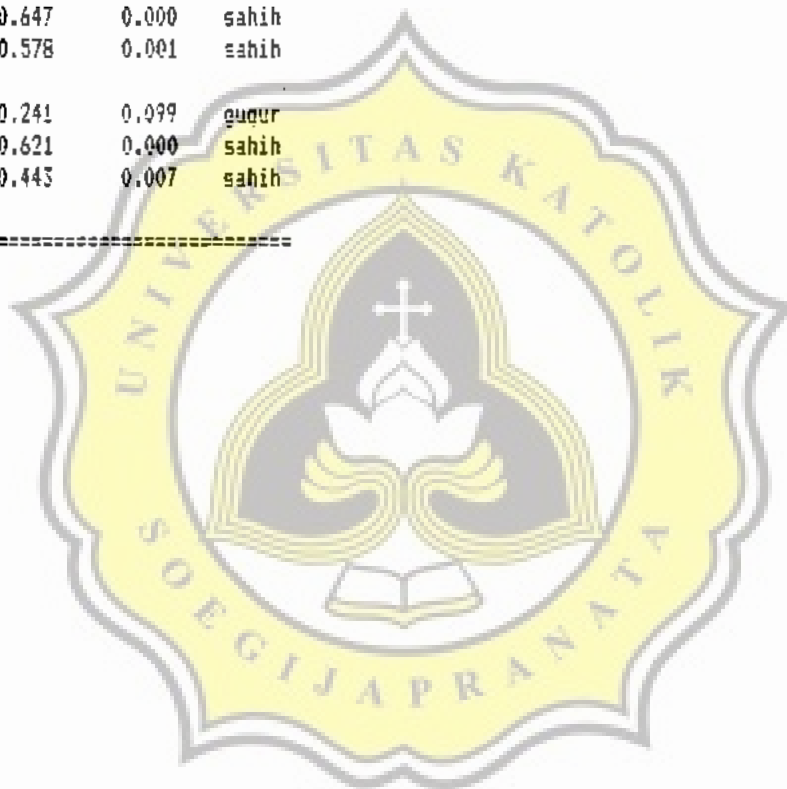 0.647 0.000 sahih
0.578 0.001 sahih
0.241 0.099 gugur
0.621 0.000 sahih
0.443 0.007 sahih
==========================
UNIVERSITAS KATOLIK
SOEGIJAPRANATA